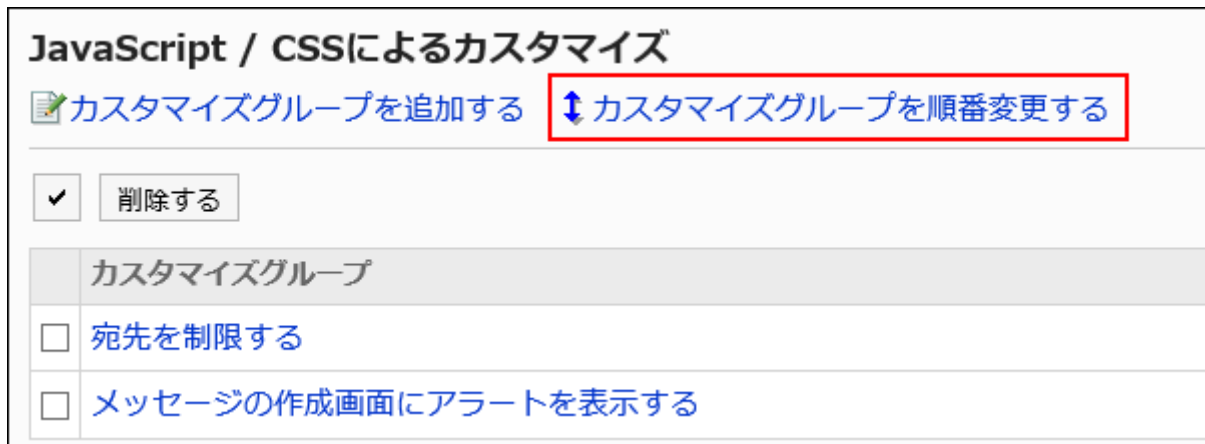 JavaScript / CSSによるカスタマイズ
カスタマイズグループを追加する カスタマイズグループを順番変更する
削除する
カスタマイズグループ
宛先を制限する
メッセージの作成画面にアラートを表示する